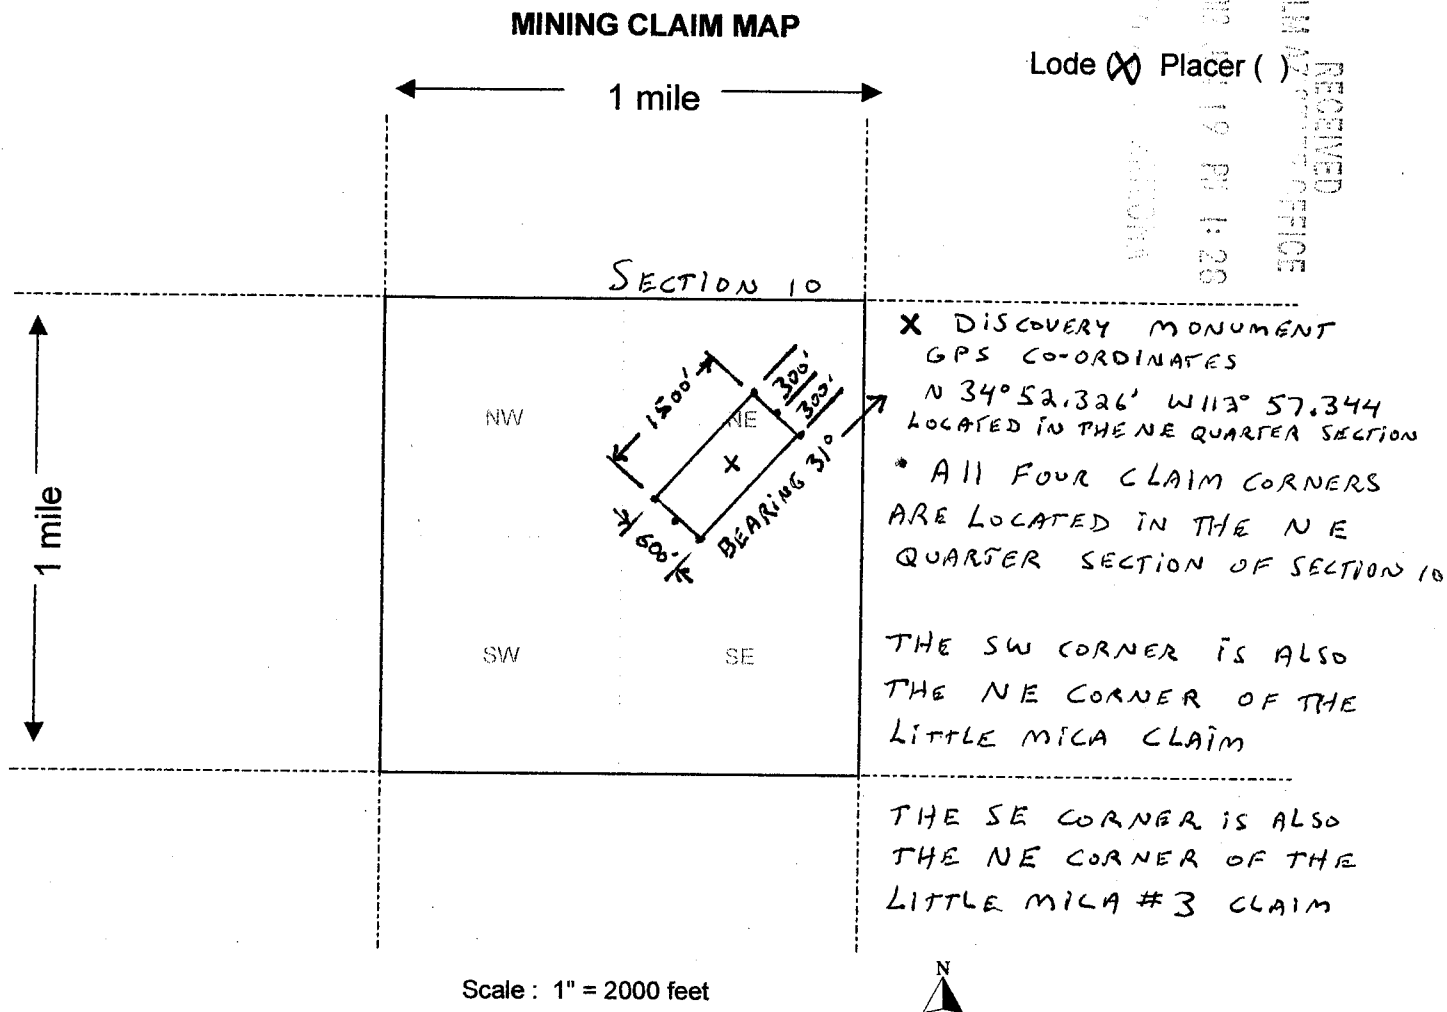 MINING CLAIM MAP
Lode (X) Placer ( )
RECEIVED
OFFICE
1 mile
SECTION 10
X DISCOVERY MONUMENT
GPS CO-ORDINATES
N 34° 52.326' W113° 57.344
LOCATED IN THE NE QUARTER SECTION
• All FOUR CLAIM CORNERS
ARE LOCATED IN THE NE
QUARTER SECTION OF SECTION 10
THE SW CORNER is ALSO
THE NE CORNER OF THE
LITTLE MICA CLAIM
THE SE CORNER is ALSO
THE NE CORNER OF THE
LITTLE MICA #3 CLAIM
1 mile
NW
NE
SW
SE
1500'
300'
300'
600'
BEARING 31°
X
Scale : 1" = 2000 feet
N